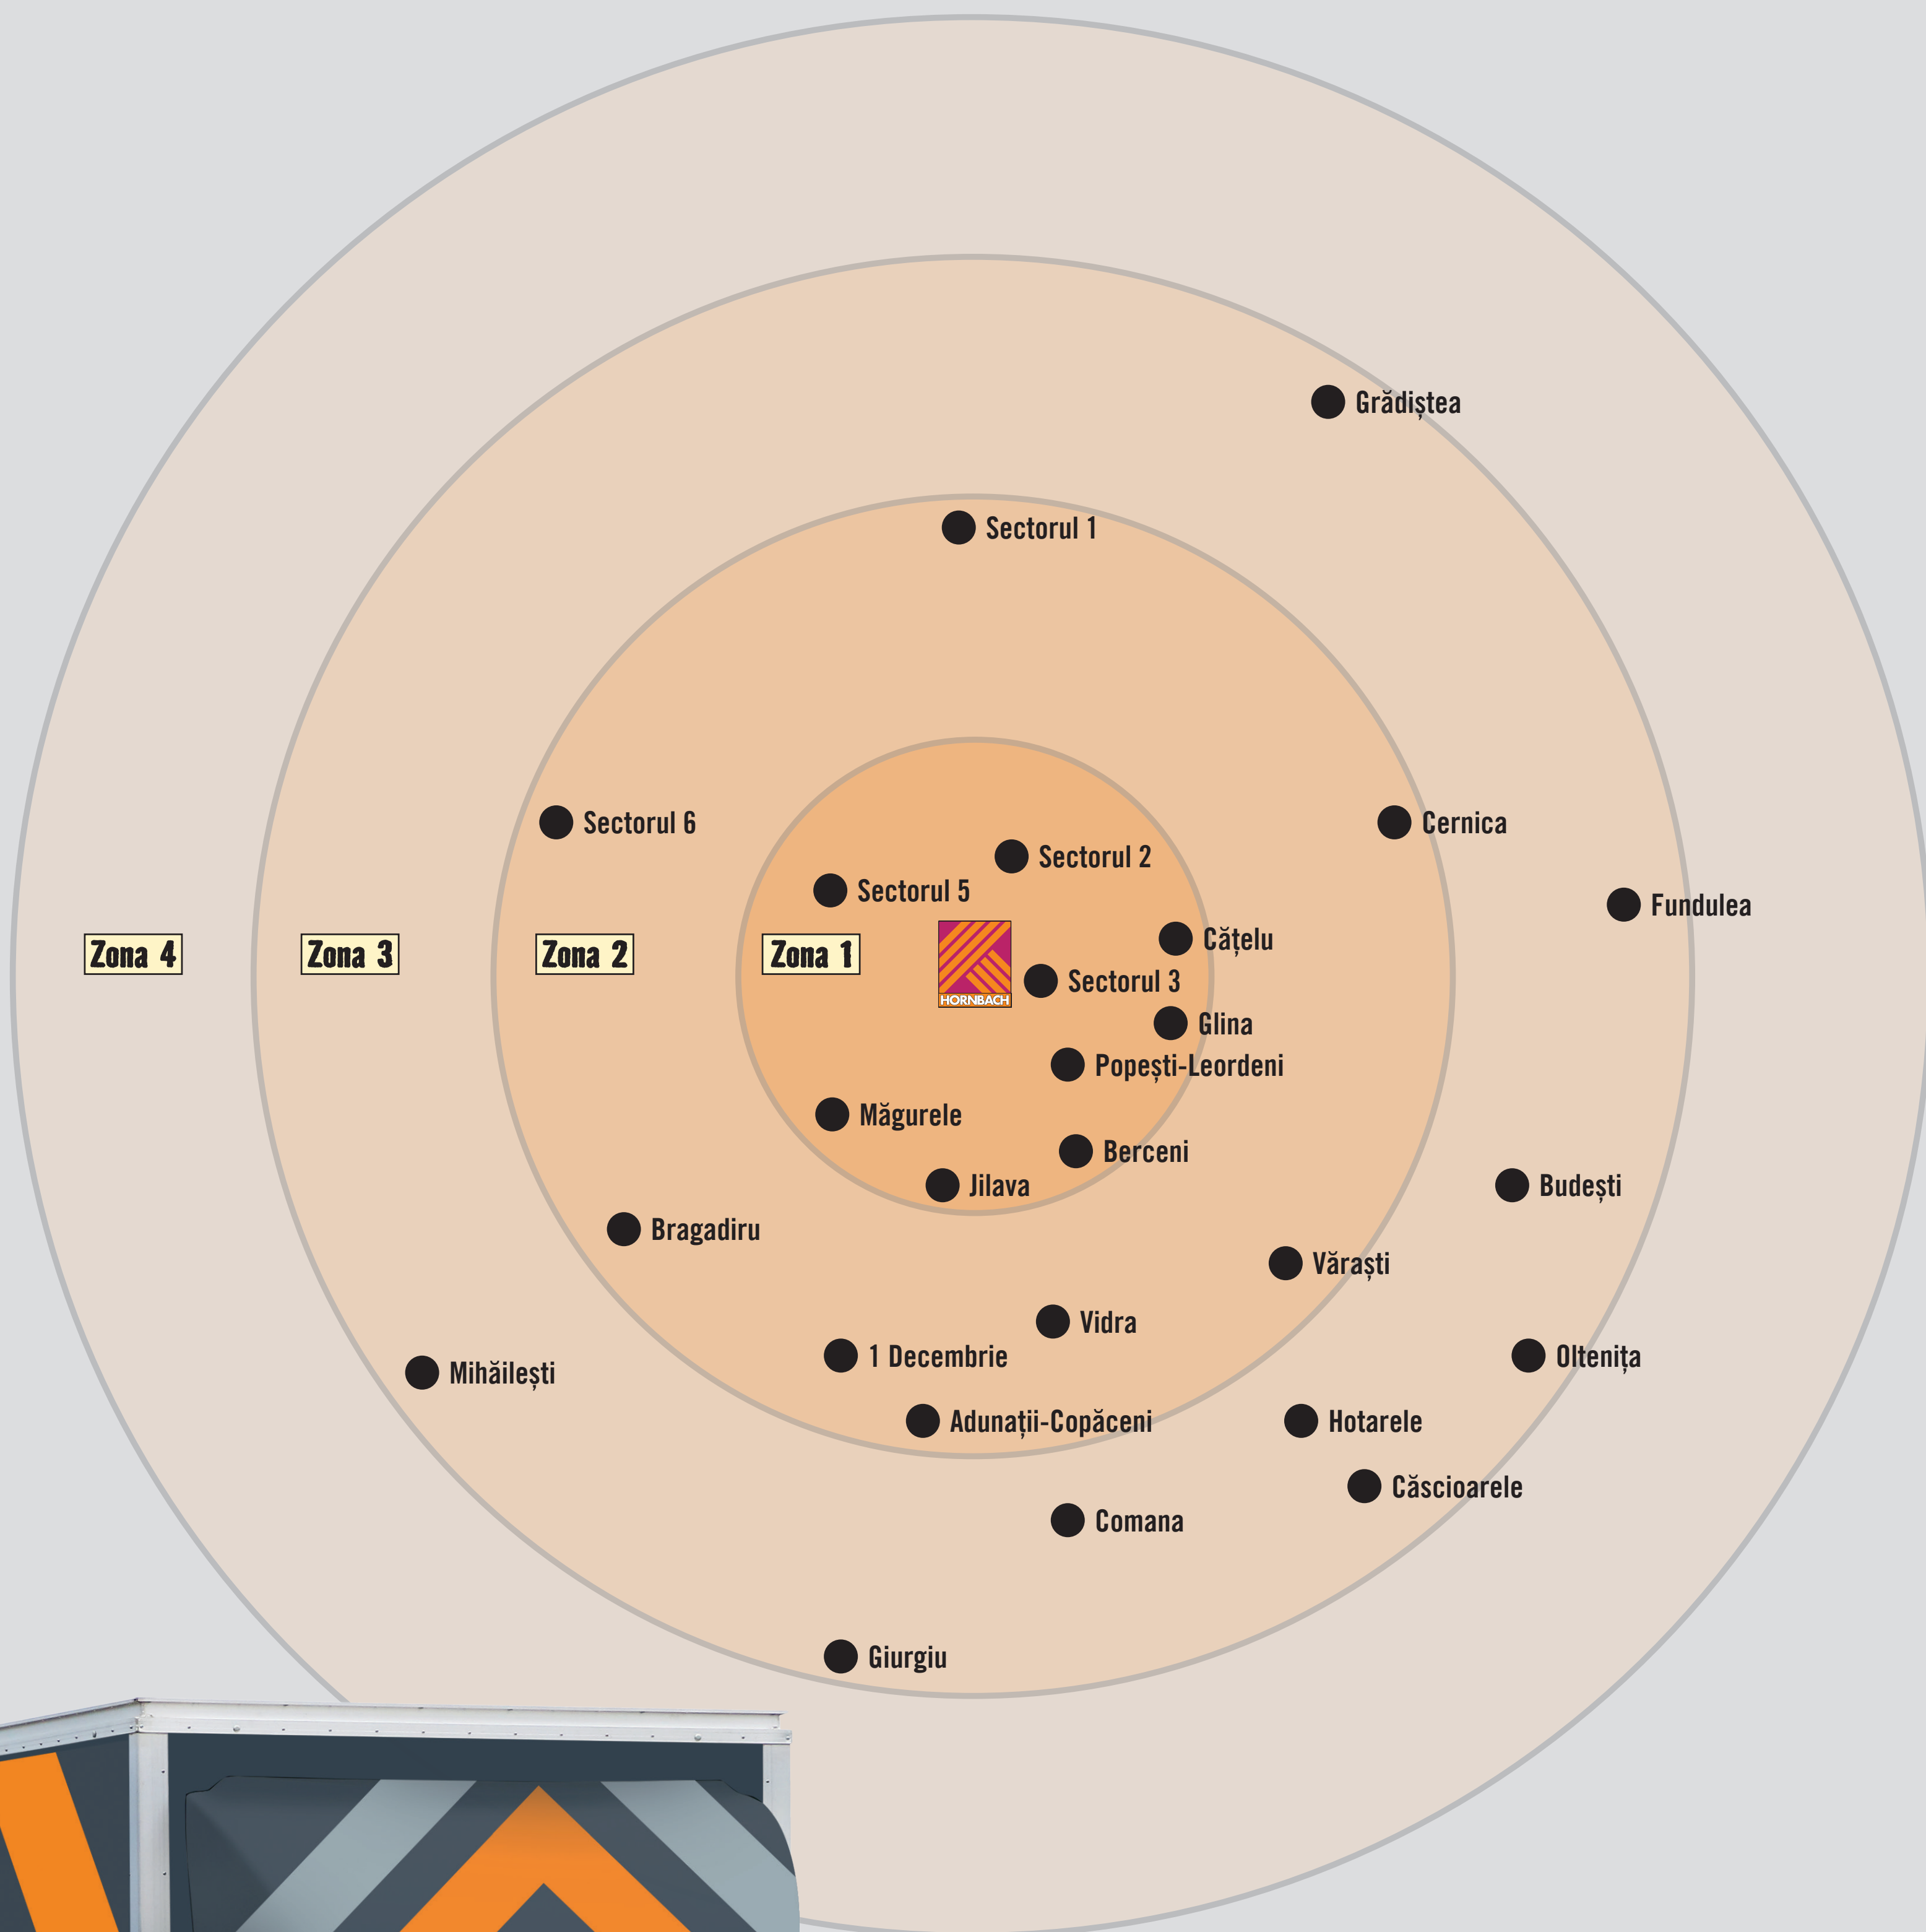 Grădiștea
Sectorul 1
Sectorul 6
Cernica
Sectorul 2
Sectorul 5
Fundulea
Cățelu
Zona 4
Zona 3
Zona 2
Zona 1
Sectorul 3
HORNBACH
Glina
Popești-Leordeni
Măgurele
Berceni
Jilava
Budești
Bragadiru
Vărași
Vidra
1 Decembrie
Oltenița
Mihăilești
Adunații-Copăceni
Hotarele
Căscioarele
Comana
Giurgiu